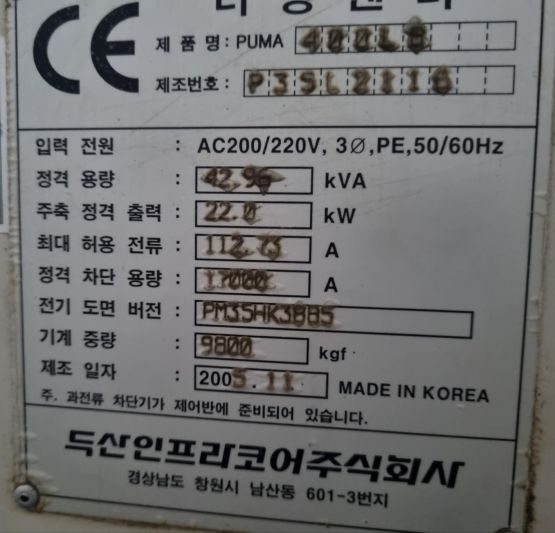 CE
터닝센터
제 품 명 : PUMA 400LB
제조번호 : P35L2116
입력 전원 : AC200/220V, 3Ø,PE,50/60Hz
정격 용량 : 42.96 kVA
주축 정격 출력 : 22.0 kW
최대 허용 전류 : 112.73 A
정격 차단 용량 : 17000 A
전기 도면 버전 : PM35HK3885
기계 중량 : 9800 kgf
제조 일자 : 2005.11 MADE IN KOREA
주. 과전류 차단기가 제어반에 준비되어 있습니다.
두산인프라코어주식회사
경상남도 창원시 남산동 601-3번지